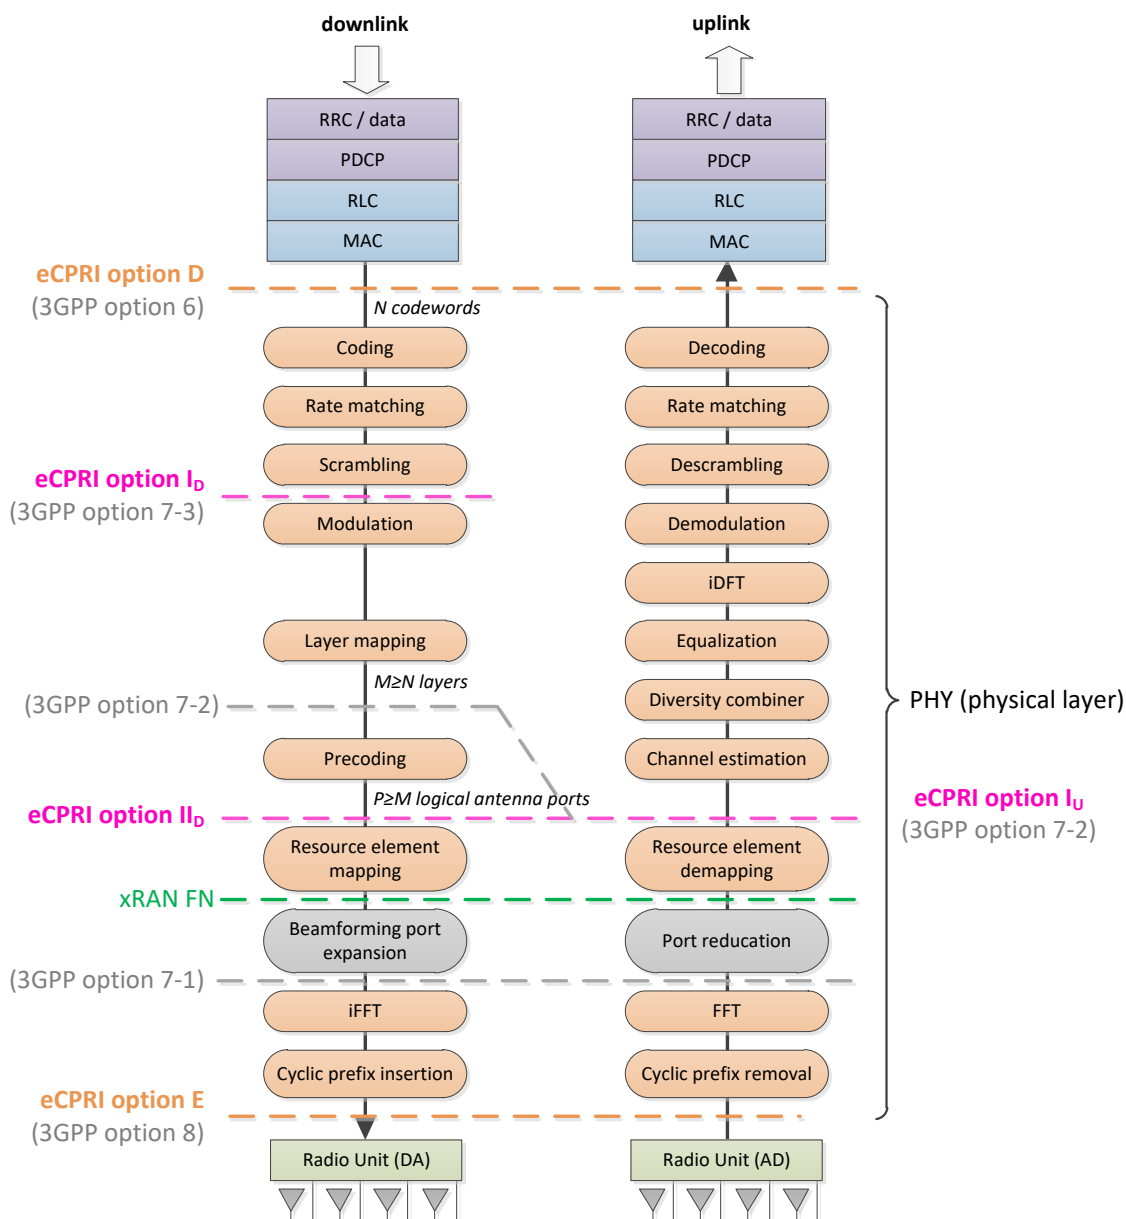 downlink
uplink
RRC / data
RRC / data
PDCP
PDCP
RLC
RLC
MAC
MAC
eCPRI option D
(3GPP option 6)
N codewords
Coding
Decoding
Rate matching
Rate matching
Scrambling
Descrambling
eCPRI option I_D
(3GPP option 7-3)
Modulation
Demodulation
iDFT
Layer mapping
Equalization
M≥N layers
(3GPP option 7-2)
Diversity combiner
PHY (physical layer)
Precoding
Channel estimation
P≥M logical antenna ports
eCPRI option II_D
eCPRI option I_U
(3GPP option 7-2)
Resource element
mapping
Resource element
demapping
xRAN FN
Beamforming port
expansion
Port reducation
(3GPP option 7-1)
iFFT
FFT
Cyclic prefix insertion
Cyclic prefix removal
eCPRI option E
(3GPP option 8)
Radio Unit (DA)
Radio Unit (AD)